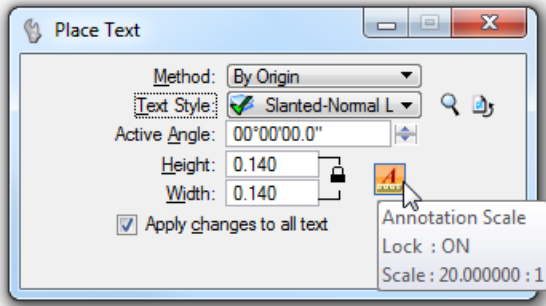 Place Text
Method: By Origin
Text Style: Slanted-Normal L
Active Angle: 00°00'00.0"
Height: 0.140
Width: 0.140
Apply changes to all text
A
Annotation Scale
Lock : ON
Scale : 20.000000 : 1